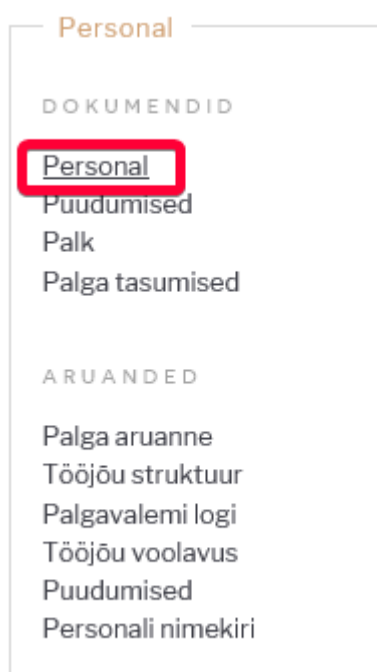 Personal
DOKUMENDID
Personal
Puudumised
Palk
Palga tasumised
ARUANDED
Palga aruanne
Tööjõu struktuur
Palgavalemi logi
Tööjõu voolavus
Puudumised
Personali nimekiri